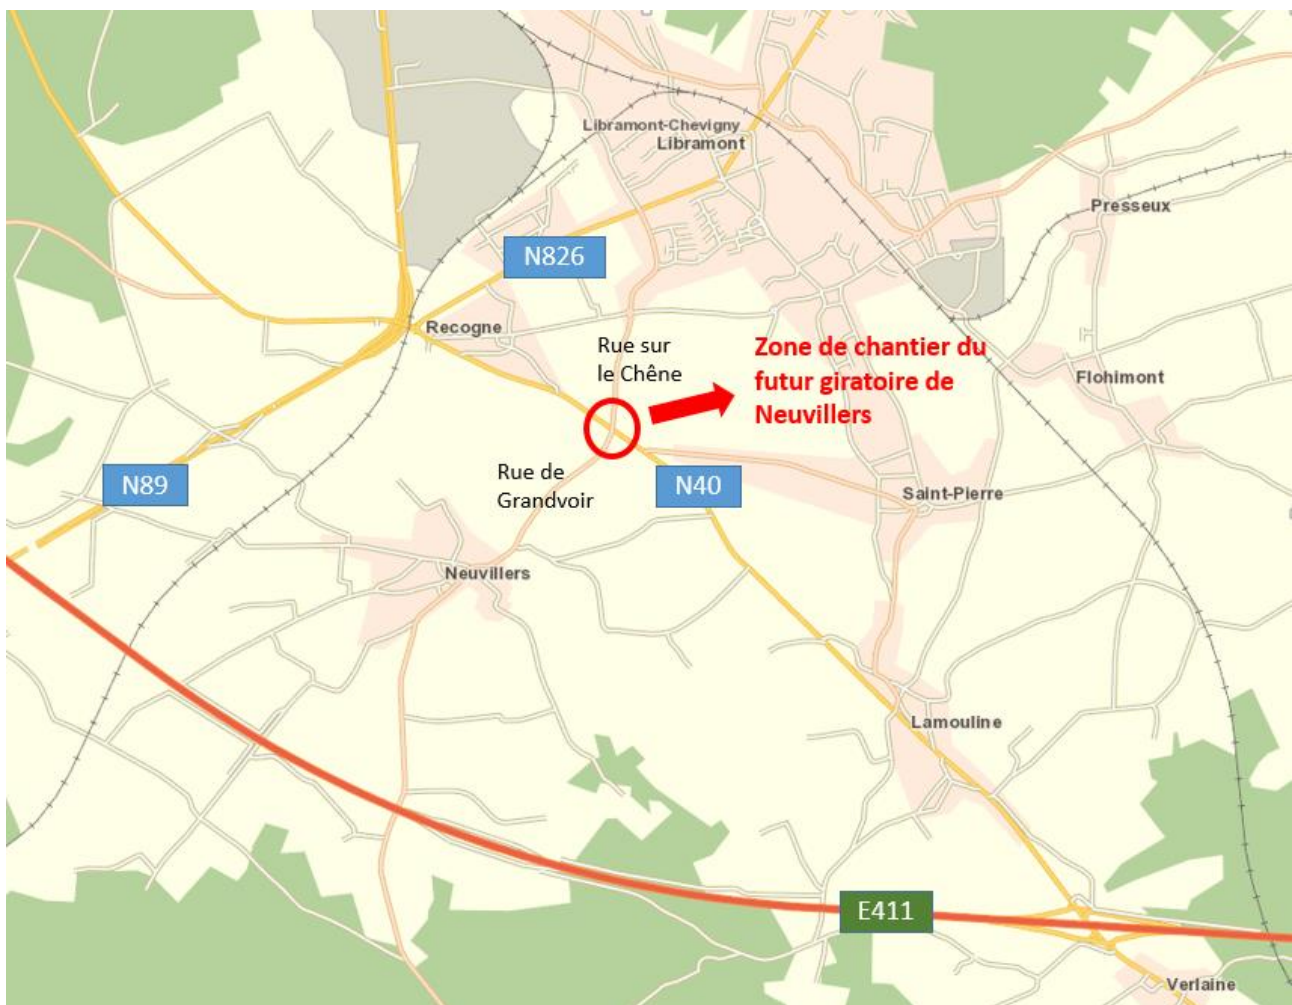 Libramont-Chevigny
Libramont
Presseux
N826
Recogne
Rue sur
le Chêne
Zone de chantier du
futur giratoire de
Neuvillers
Flohimont
Rue de
Grandvoir
N89
N40
Saint-Pierre
Neuvillers
Lamouline
E411
Verlaine